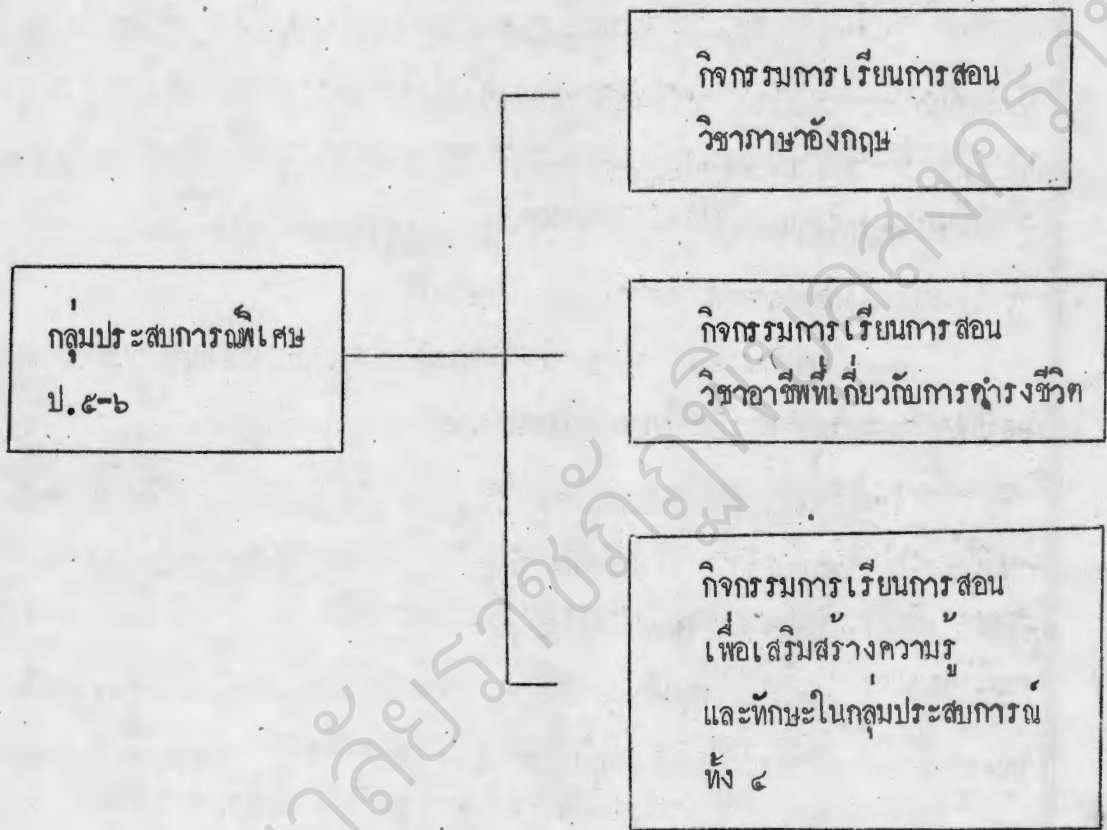 กิจกรรมการเรียนการสอน
วิชาภาษาอังกฤษ
กลุ่มประสบการณ์พิเศษ
ป.๕-๖
กิจกรรมการเรียนการสอน
วิชาอาชีพที่เกี่ยวกับการดำรงชีวิต
กิจกรรมการเรียนการสอน
เพื่อเสริมสร้างความรู้
และทักษะในกลุ่มประสบการณ์
ทั้ง ๔